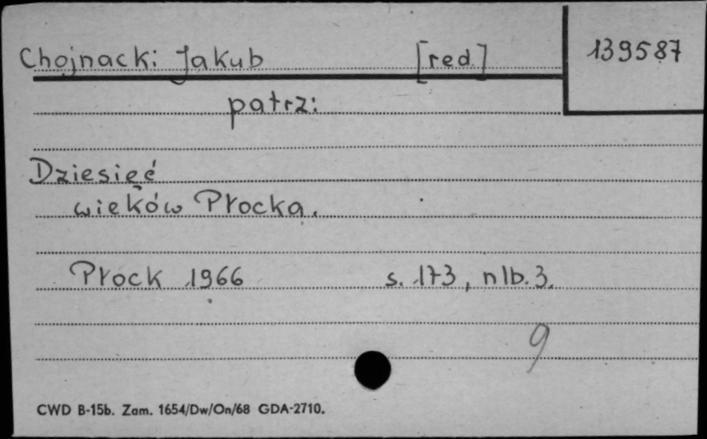 Chojnacki Jakub [red.] 139587
patrz:
Dziesięć
wieków Płocka.
Płock 1966 s. 173, nlb. 3.
9
CWD B-15b. Zam. 1654/Dw/On/68 GDA-2710.